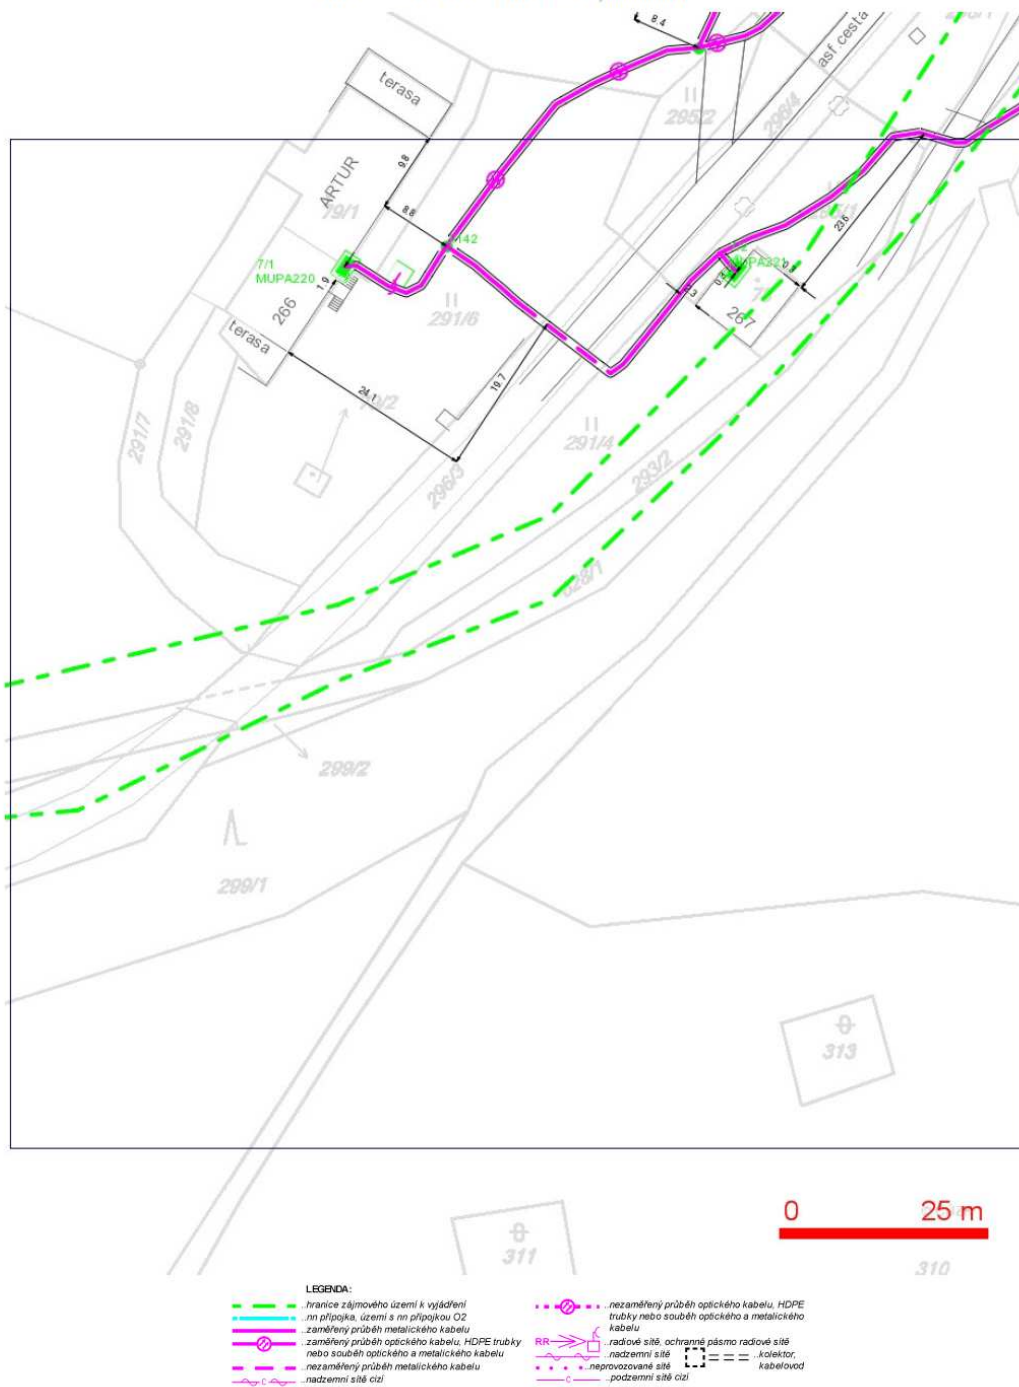 8.4
asf.cesta
terasa
295/2
296/4
9.8
ARTUR
79/1
8.8
142
23.6
7/1
MUPA220
MUPA221
1.9
266
291/6
267
terasa
24.1
19.7
291/7
291/8
291/4
296/3
293/2
628/1
299/2
299/1
313
311
310
0 25 m
LEGENDA:
..hranice zájmového území k vyjádření
..nn přípojka, území s nn přípojkou O2
..zaměřený průběh metalického kabelu
..zaměřený průběh optického kabelu, HDPE trubky
nebo souběh optického a metalického kabelu
..nezaměřený průběh metalického kabelu
C
..nadzemní sítě cizí
..nezaměřený průběh optického kabelu, HDPE
trubky nebo souběh optického a metalického
kabelu
RR
..radiové sítě, ochranné pásmo radiové sítě
..nadzemní sítě
..neprovozované sítě
C
..podzemní sítě cizí
..kolektor,
kabelovod